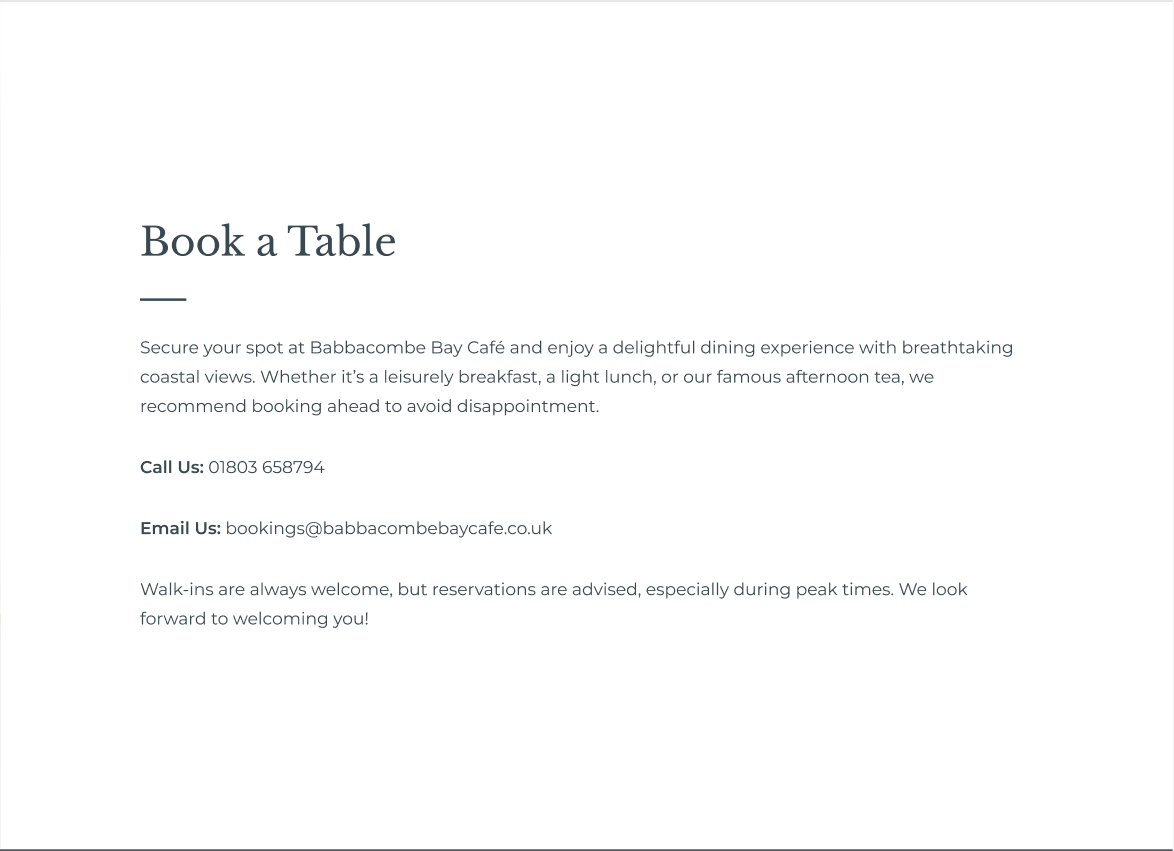 Book a Table
Secure your spot at Babbacombe Bay Café and enjoy a delightful dining experience with breathtaking
coastal views. Whether it’s a leisurely breakfast, a light lunch, or our famous afternoon tea, we
recommend booking ahead to avoid disappointment.
Call Us: 01803 658794
Email Us: bookings@babbacombebaycafe.co.uk
Walk-ins are always welcome, but reservations are advised, especially during peak times. We look
forward to welcoming you!